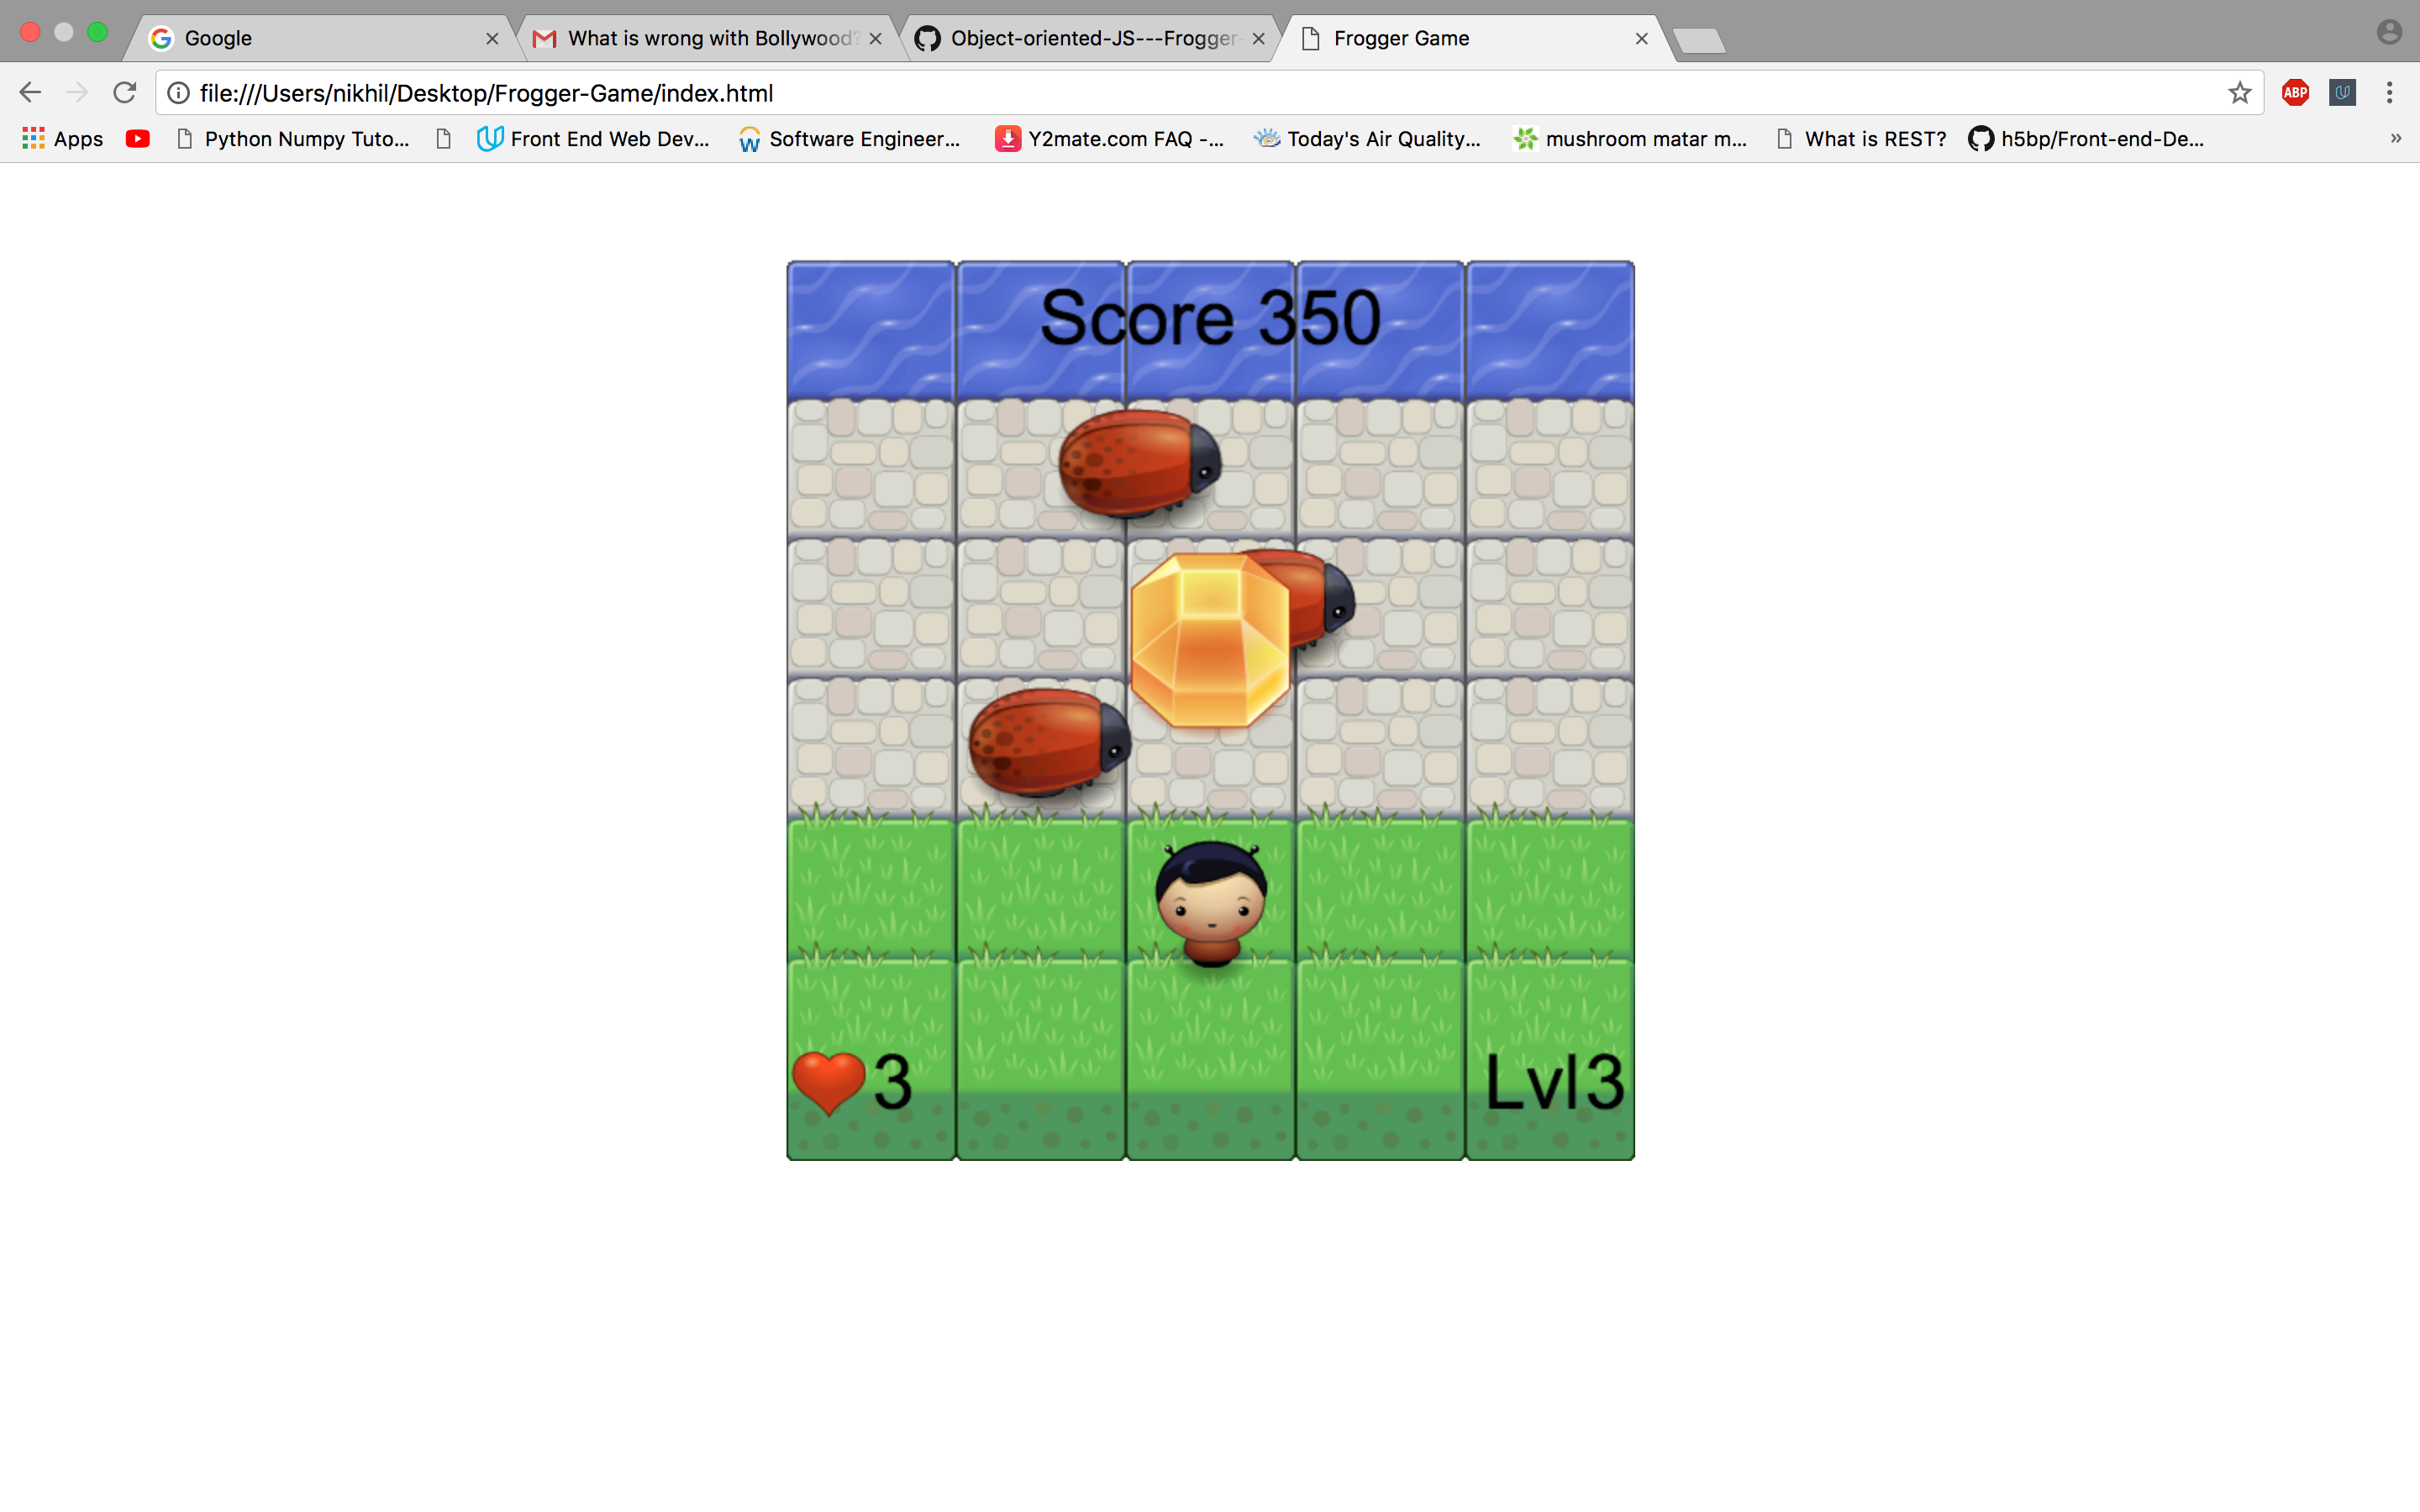 Google
What is wrong with Bollywood?
Object-oriented-JS---Frogger-
Frogger Game
file:///Users/nikhil/Desktop/Frogger-Game/index.html
ABP
Apps
Python Numpy Tuto...
Front End Web Dev...
Software Engineer...
Y2mate.com FAQ -...
Today's Air Quality...
mushroom matar m...
What is REST?
h5bp/Front-end-De...
Score 350
3
Lvl3